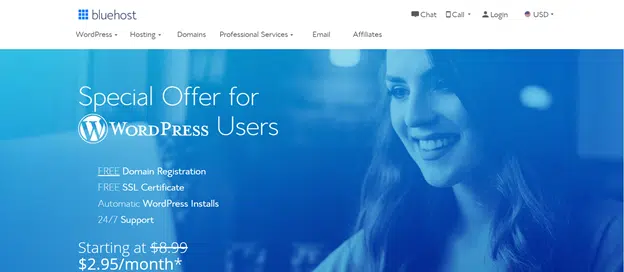 bluehost
Chat Call Login USD
WordPress Hosting Domains Professional Services Email Affiliates
Special Offer for
WORDPRESS Users
FREE Domain Registration
FREE SSL Certificate
Automatic WordPress Installs
24/7 Support
Starting at $8.99
$2.95/month*